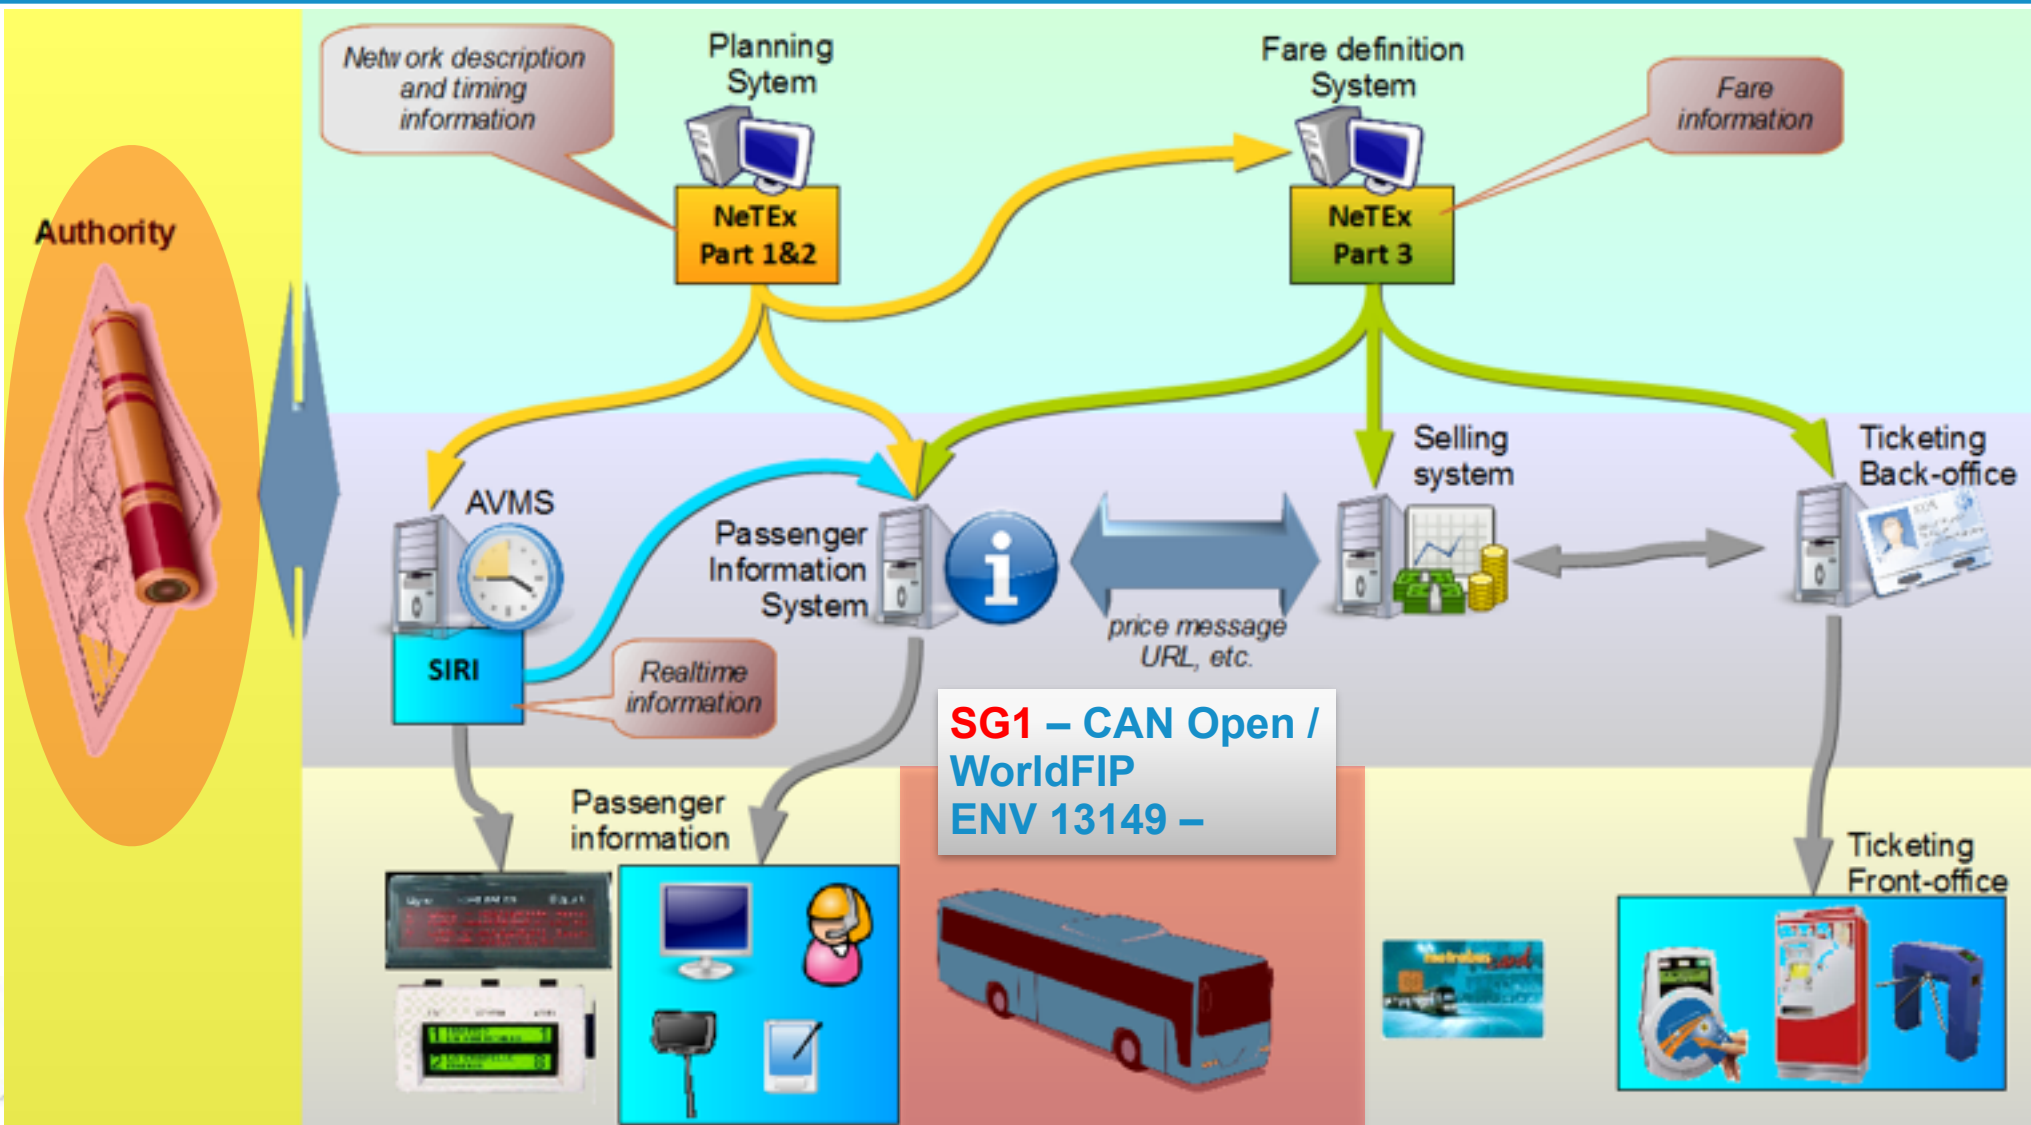 Network description
and timing
information
Planning
Sytem
Fare definition
System
Fare
information
NeTEx
Part 1&2
NeTEx
Part 3
Authority
AVMS
Passenger
Information
System
Selling
system
Ticketing
Back-office
SIRI
Realtime
information
price message
URL, etc.
SG1 – CAN Open /
WorldFIP
ENV 13149 –
Passenger
information
Ticketing
Front-office
metrobus